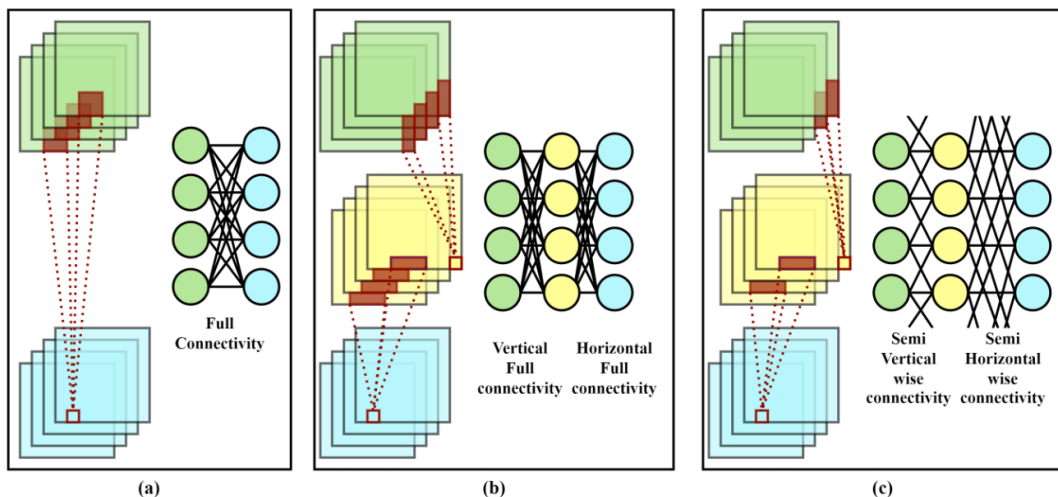 Full
Connectivity
Vertical
Full
connectivity
Horizontal
Full
connectivity
Semi
Vertical
wise
connectivity
Semi
Horizontal
wise
connectivity
(a)
(b)
(c)